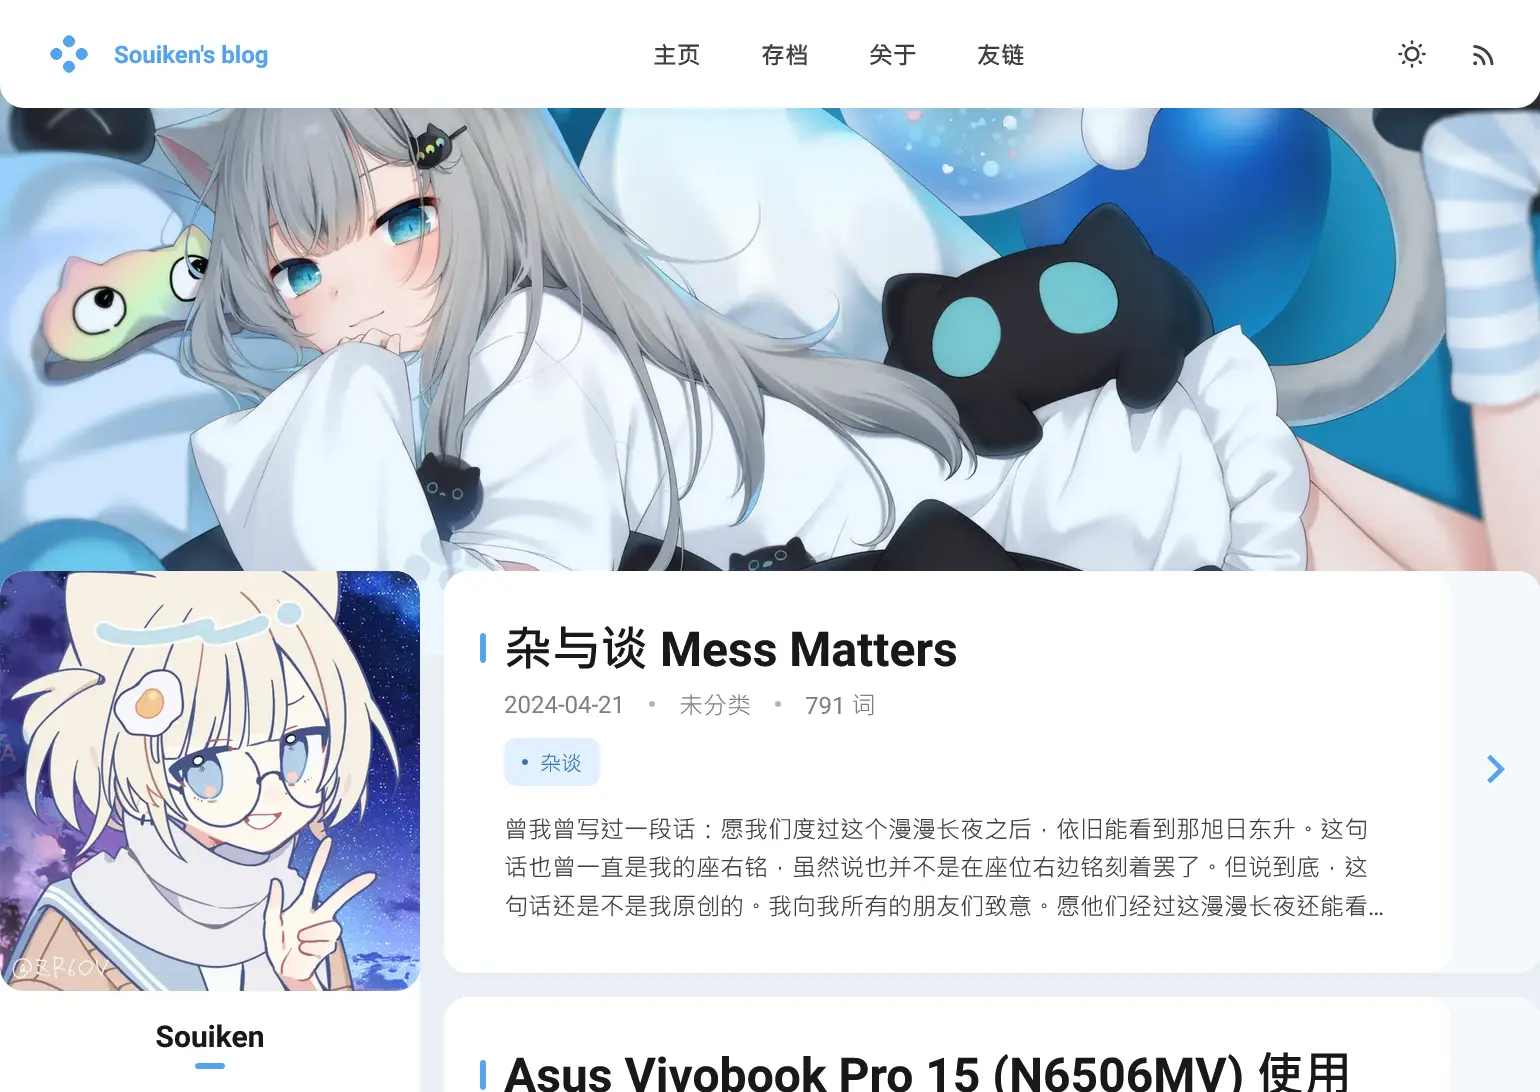 Souiken's blog
主页
存档
关于
友链
杂与谈 Mess Matters
2024-04-21 • 未分类 • 791 词
• 杂谈
曾我曾写过一段话：愿我们度过这个漫漫长夜之后，依旧能看到那旭日东升。这句
话也曾一直是我的座右铭，虽然说也并不是在座位右边铭刻着罢了。但说到底，这
句话还是不是我原创的。我向我所有的朋友们致意。愿他们经过这漫漫长夜还能看...
@ZR60V
Souiken
Asus Vivobook Pro 15 (N6506MV) 使用